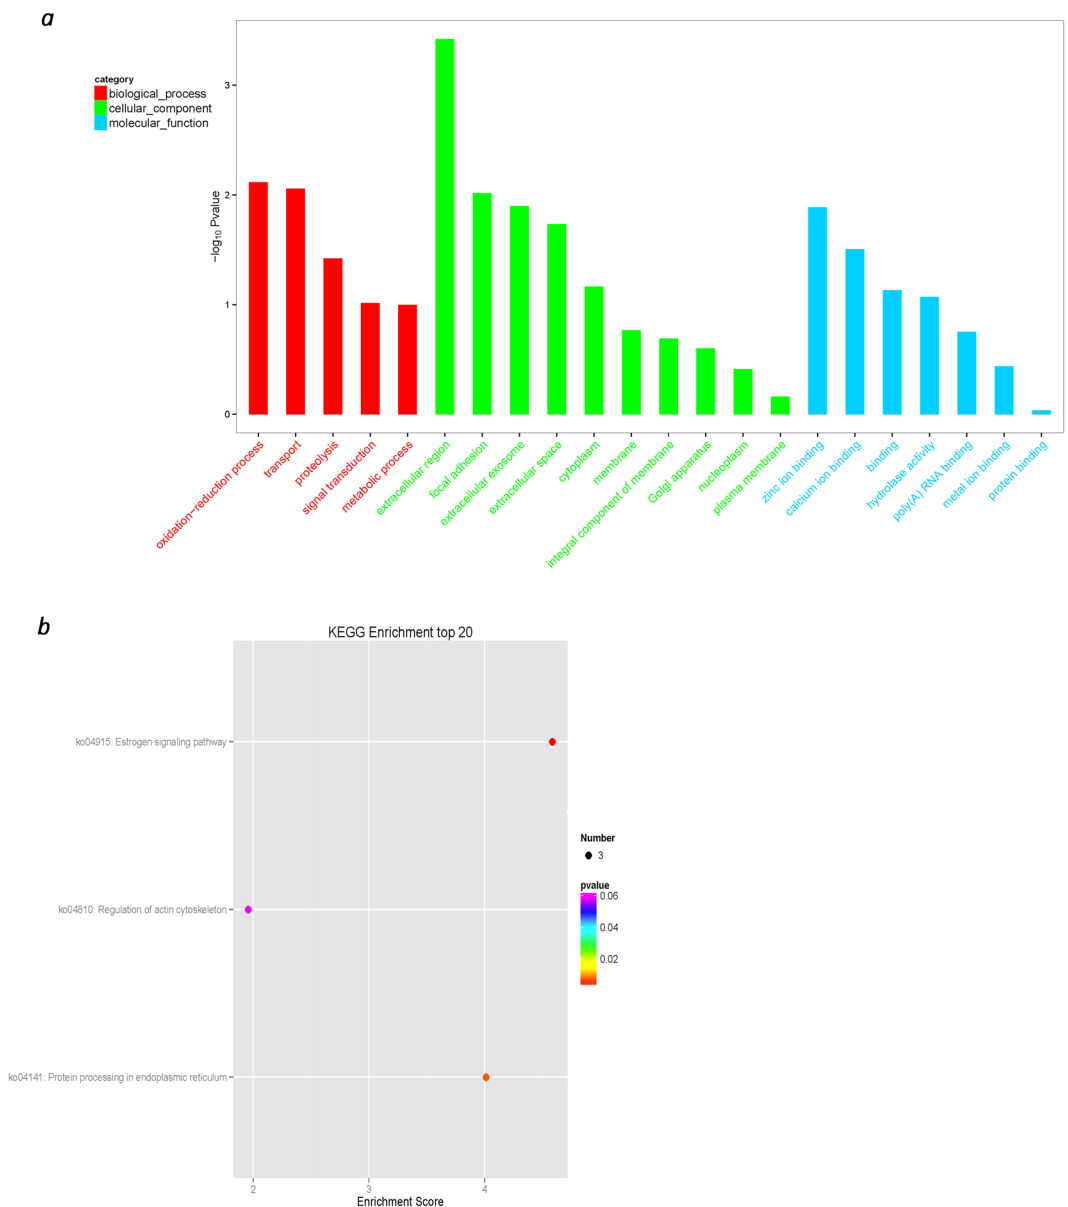 a
category
biological_process
cellular_component
molecular_function
−log10 Pvalue
3
2
1
0
oxidation−reduction process
transport
proteolysis
signal transduction
metabolic process
extracellular region
focal adhesion
extracellular exosome
extracellular space
cytoplasm
membrane
integral component of membrane
Golgi apparatus
nucleoplasm
plasma membrane
zinc ion binding
calcium ion binding
binding
hydrolase activity
poly(A) RNA binding
metal ion binding
protein binding
b
KEGG Enrichment top 20
ko04915: Estrogen signaling pathway
ko04810: Regulation of actin cytoskeleton
ko04141: Protein processing in endoplasmic reticulum
Number
3
pvalue
0.06
0.04
0.02
2 3 4
Enrichment Score